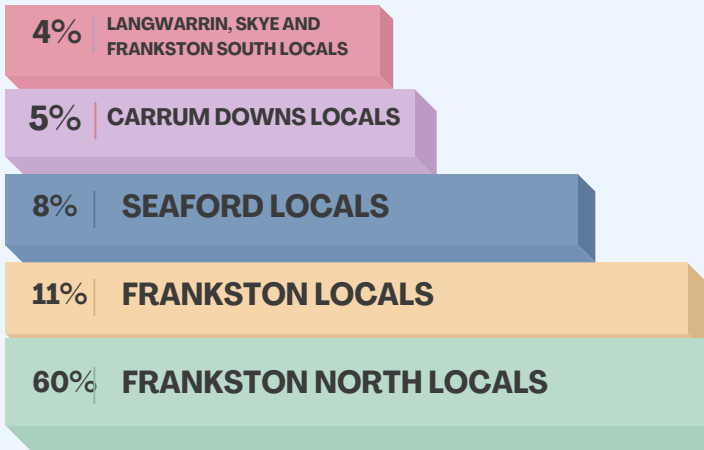 4% LANGWARRIN, SKYE AND
FRANKSTON SOUTH LOCALS
5% CARRUM DOWNS LOCALS
8% SEAFORD LOCALS
11% FRANKSTON LOCALS
60% FRANKSTON NORTH LOCALS